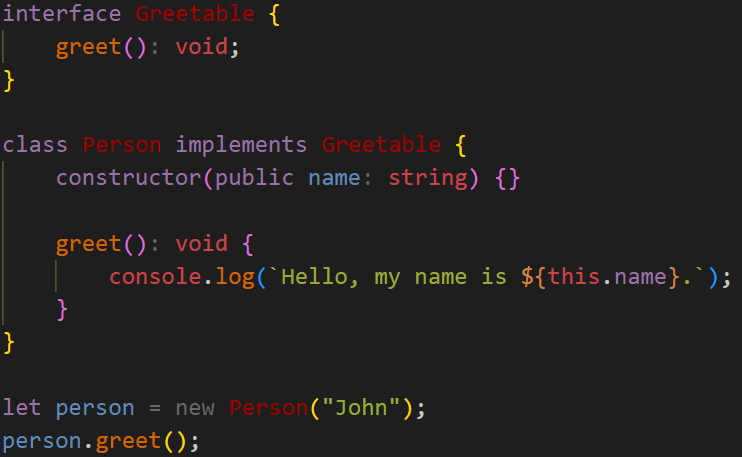 interface Greetable {
    greet(): void;
}

class Person implements Greetable {
    constructor(public name: string) {}

    greet(): void {
        console.log(`Hello, my name is ${this.name}.`);
    }
}

let person = new Person("John");
person.greet();